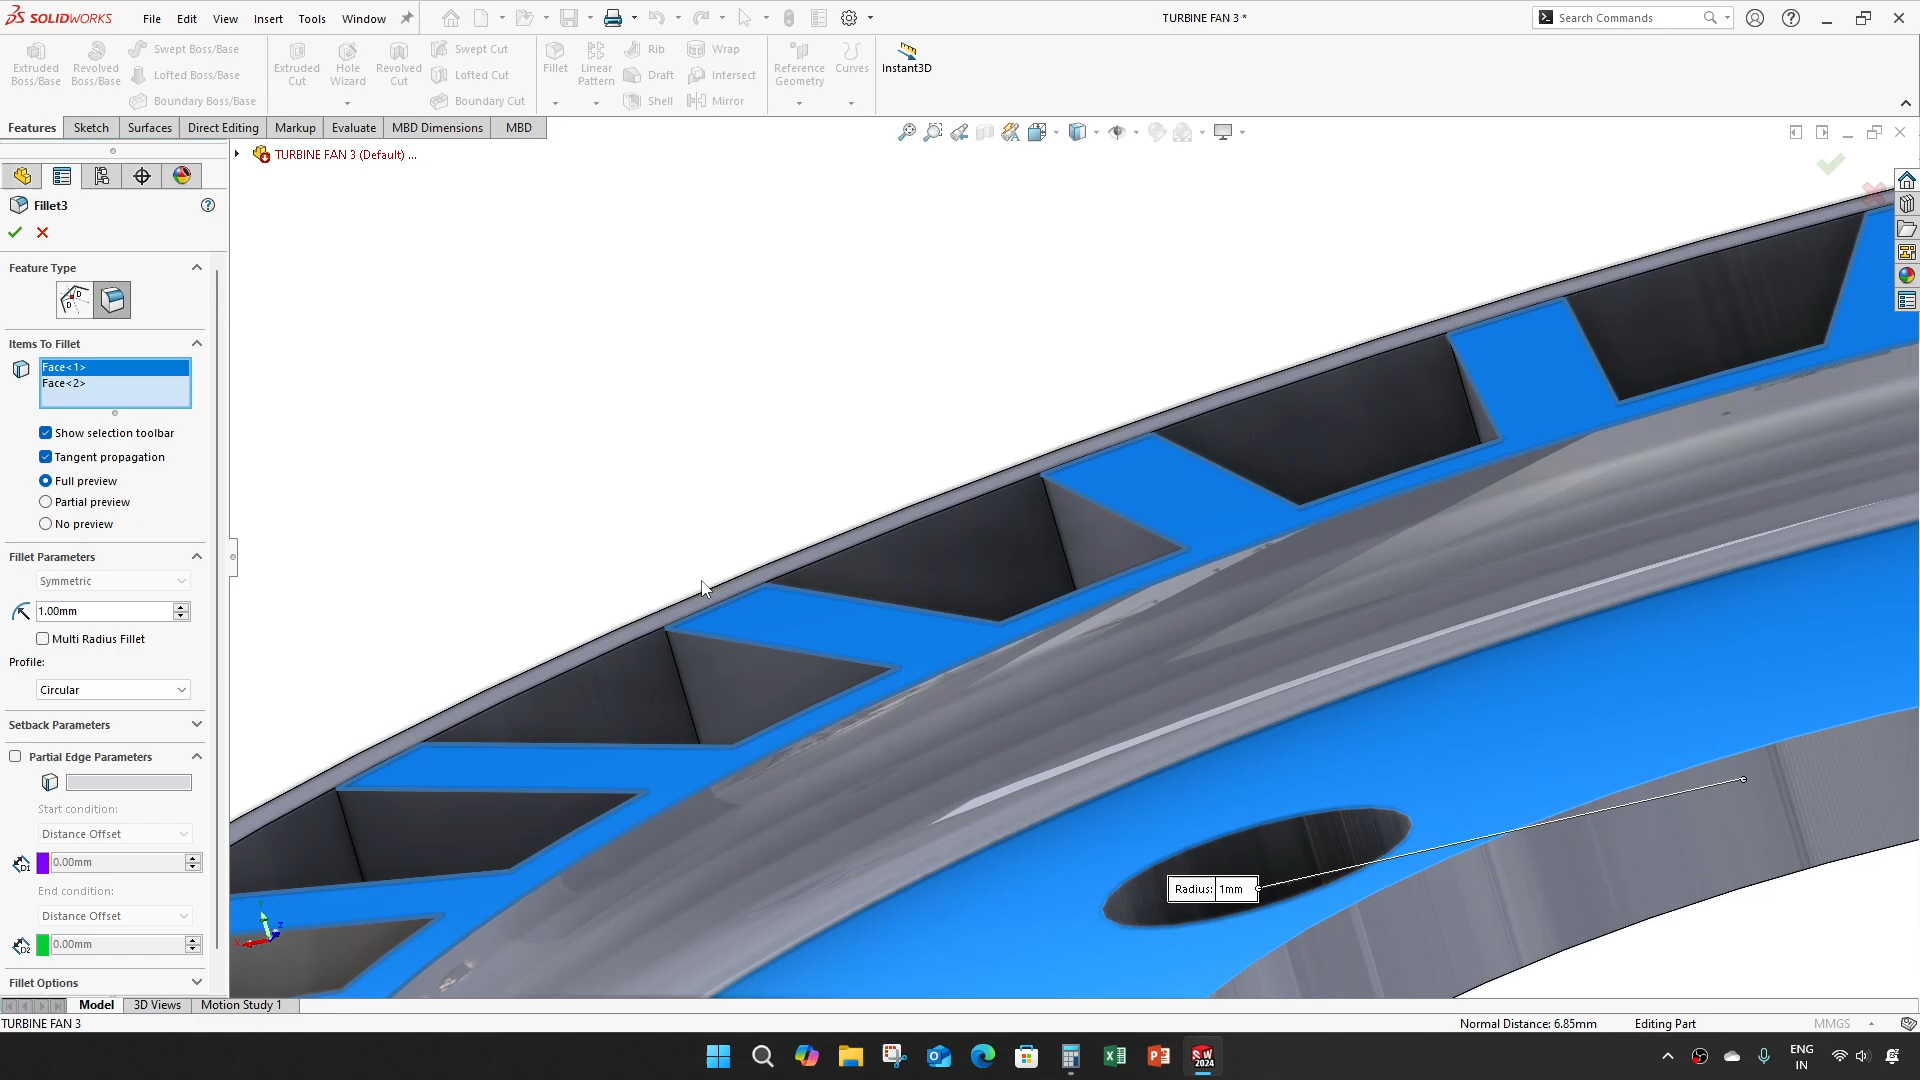 SOLIDWORKS
File Edit View Insert Tools Window
TURBINE FAN 3 *
Search Commands
Extruded Boss/Base
Revolved Boss/Base
Swept Boss/Base
Lofted Boss/Base
Boundary Boss/Base
Extruded Cut
Hole Wizard
Revolved Cut
Swept Cut
Lofted Cut
Boundary Cut
Fillet
Linear Pattern
Rib
Draft
Shell
Wrap
Intersect
Mirror
Reference Geometry
Curves
Instant3D
Features Sketch Surfaces Direct Editing Markup Evaluate MBD Dimensions MBD
TURBINE FAN 3 (Default) ...
Fillet3
Feature Type
Items To Fillet
Face<1>
Face<2>
Show selection toolbar
Tangent propagation
Full preview
Partial preview
No preview
Fillet Parameters
Symmetric
1.00mm
Multi Radius Fillet
Profile:
Circular
Setback Parameters
Partial Edge Parameters
Start condition:
Distance Offset
0.00mm
End condition:
Distance Offset
0.00mm
Fillet Options
Radius: 1mm
Model 3D Views Motion Study 1
TURBINE FAN 3
Normal Distance: 6.85mm
Editing Part
MMGS
ENG
IN
SW
2024